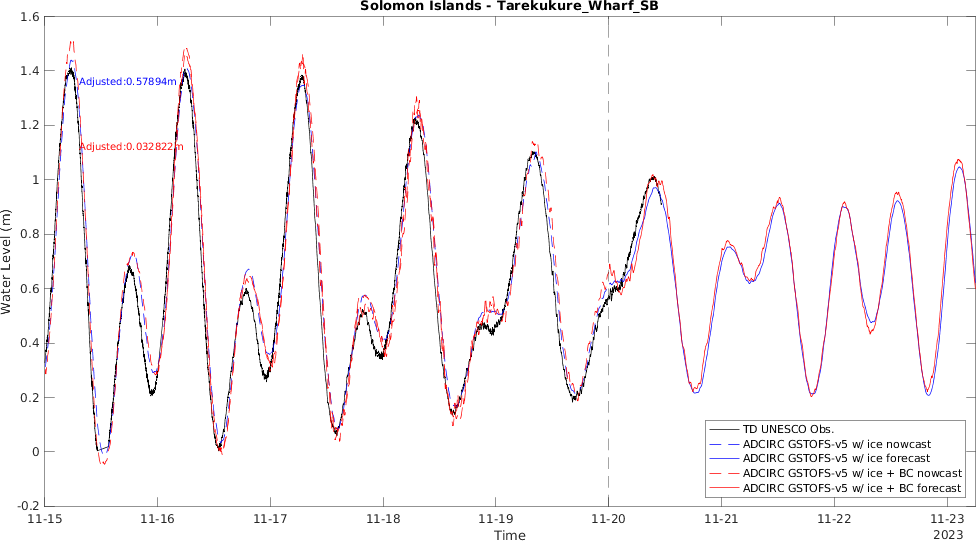 Solomon Islands - Tarekukure_Wharf_SB
Water Level (m)
1.6
1.4
1.2
1
0.8
0.6
0.4
0.2
0
-0.2
Adjusted:0.57894m
Adjusted:0.032822m
TD UNESCO Obs.
ADCIRC GSTOFS-v5 w/ ice nowcast
ADCIRC GSTOFS-v5 w/ ice forecast
ADCIRC GSTOFS-v5 w/ ice + BC nowcast
ADCIRC GSTOFS-v5 w/ ice + BC forecast
11-15 11-16 11-17 11-18 11-19 11-20 11-21 11-22 11-23
2023
Time